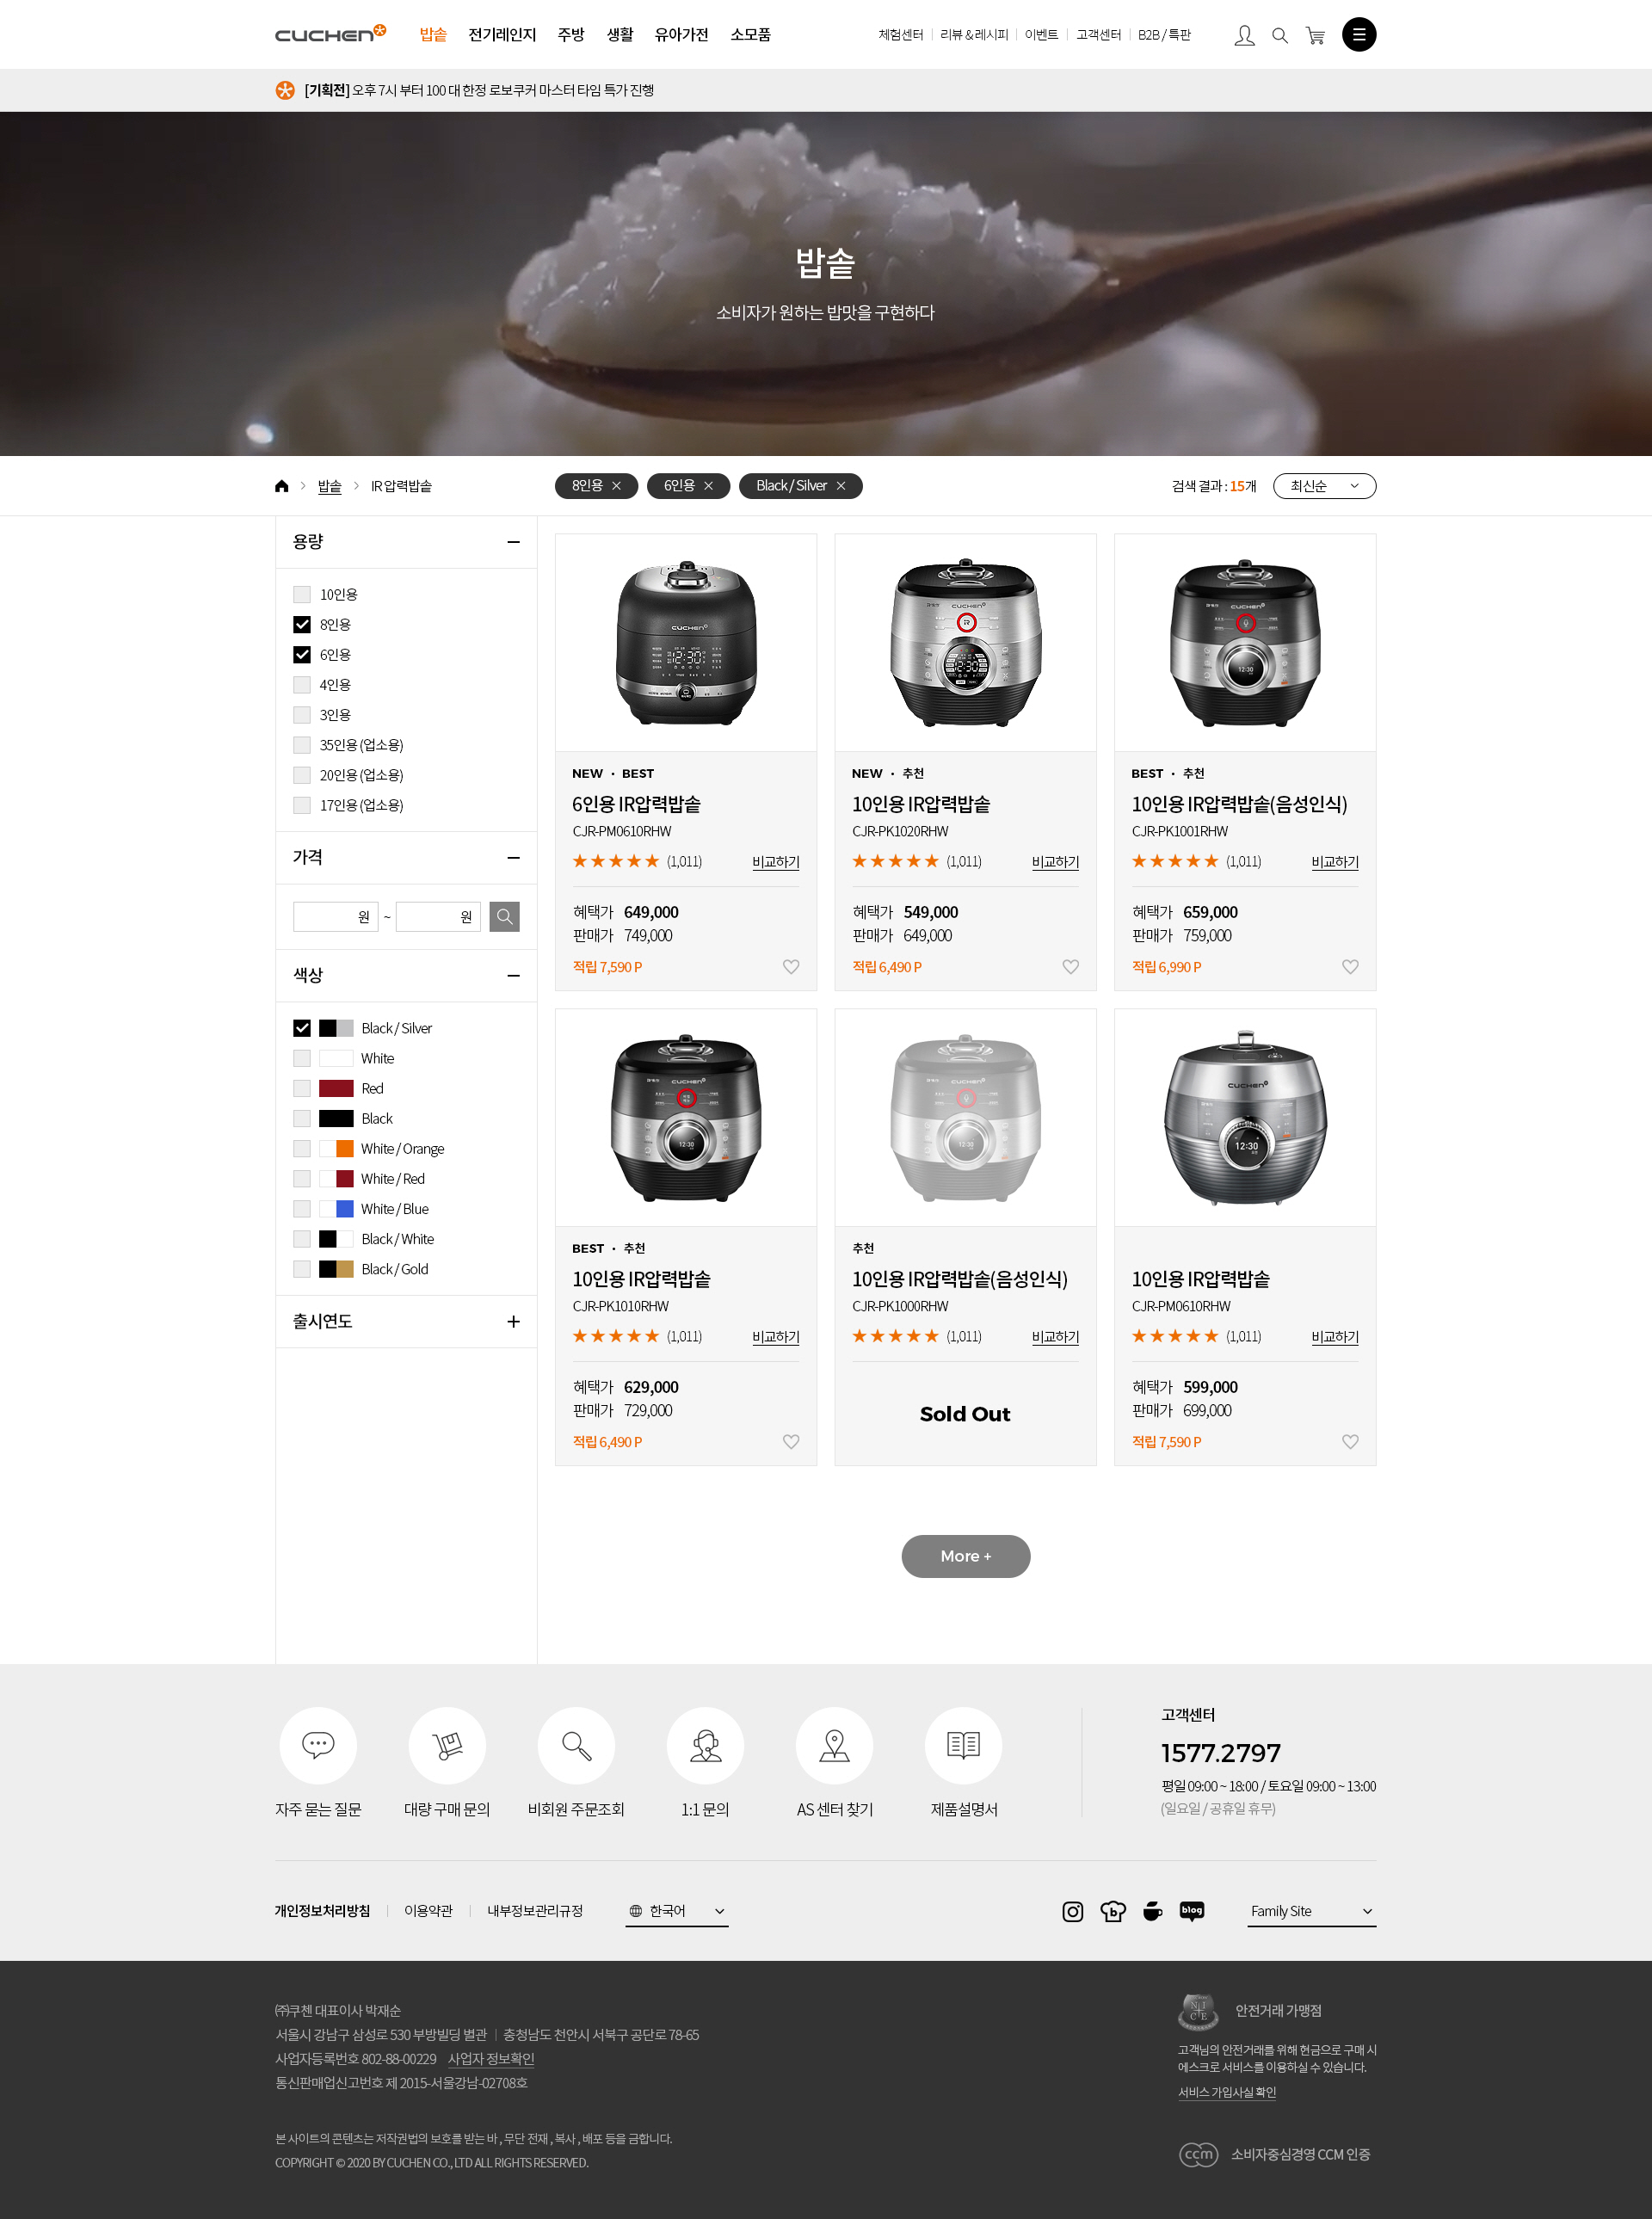 CUCHEN 밥솥 전기레인지 주방 생활 유아가전 소모품 체험센터 리뷰 & 레시피 이벤트 고객센터 B2B / 특판
[기획전] 오후 7시 부터 100 대 한정 로보쿠커 마스터 타임 특가 진행
밥솥
소비자가 원하는 밥맛을 구현하다
밥솥 IR 압력밥솥 8인용 6인용 Black / Silver 검색 결과 : 15개 최신순
용량
10인용
8인용
6인용
4인용
3인용
35인용 (업소용)
20인용 (업소용)
17인용 (업소용)
가격
원 ~ 원
색상
Black / Silver
White
Red
Black
White / Orange
White / Red
White / Blue
Black / White
Black / Gold
출시연도
CUCHEN
NEW · BEST
6인용 IR압력밥솥
CJR-PM0610RHW
(1,011) 비교하기
혜택가 649,000
판매가 749,000
적립 7,590 P
CUCHEN
NEW · 추천
10인용 IR압력밥솥
CJR-PK1020RHW
(1,011) 비교하기
혜택가 549,000
판매가 649,000
적립 6,490 P
CUCHEN
12:30
BEST · 추천
10인용 IR압력밥솥(음성인식)
CJR-PK1001RHW
(1,011) 비교하기
혜택가 659,000
판매가 759,000
적립 6,990 P
CUCHEN
12:30
BEST · 추천
10인용 IR압력밥솥
CJR-PK1010RHW
(1,011) 비교하기
혜택가 629,000
판매가 729,000
적립 6,490 P
CUCHEN
12:30
추천
10인용 IR압력밥솥(음성인식)
CJR-PK1000RHW
(1,011) 비교하기
Sold Out
CUCHEN
12:30
10인용 IR압력밥솥
CJR-PM0610RHW
(1,011) 비교하기
혜택가 599,000
판매가 699,000
적립 7,590 P
More +
자주 묻는 질문 대량 구매 문의 비회원 주문조회 1:1 문의 AS 센터 찾기 제품설명서
고객센터
1577.2797
평일 09:00 ~ 18:00 / 토요일 09:00 ~ 13:00
(일요일 / 공휴일 휴무)
개인정보처리방침 이용약관 내부정보관리규정 한국어 b blog Family Site
㈜쿠첸 대표이사 박재순
서울시 강남구 삼성로 530 부방빌딩 별관 | 충청남도 천안시 서북구 공단로 78-65
사업자등록번호 802-88-00229 사업자 정보확인
통신판매업신고번호 제 2015-서울강남-02708호
본 사이트의 콘텐츠는 저작권법의 보호를 받는 바 , 무단 전재 , 복사 , 배포 등을 금합니다.
COPYRIGHT © 2020 BY CUCHEN CO., LTD ALL RIGHTS RESERVED.
NICE 안전거래 가맹점
고객님의 안전거래를 위해 현금으로 구매 시
에스크로 서비스를 이용하실 수 있습니다.
서비스 가입사실 확인
ccm 소비자중심경영 CCM 인증